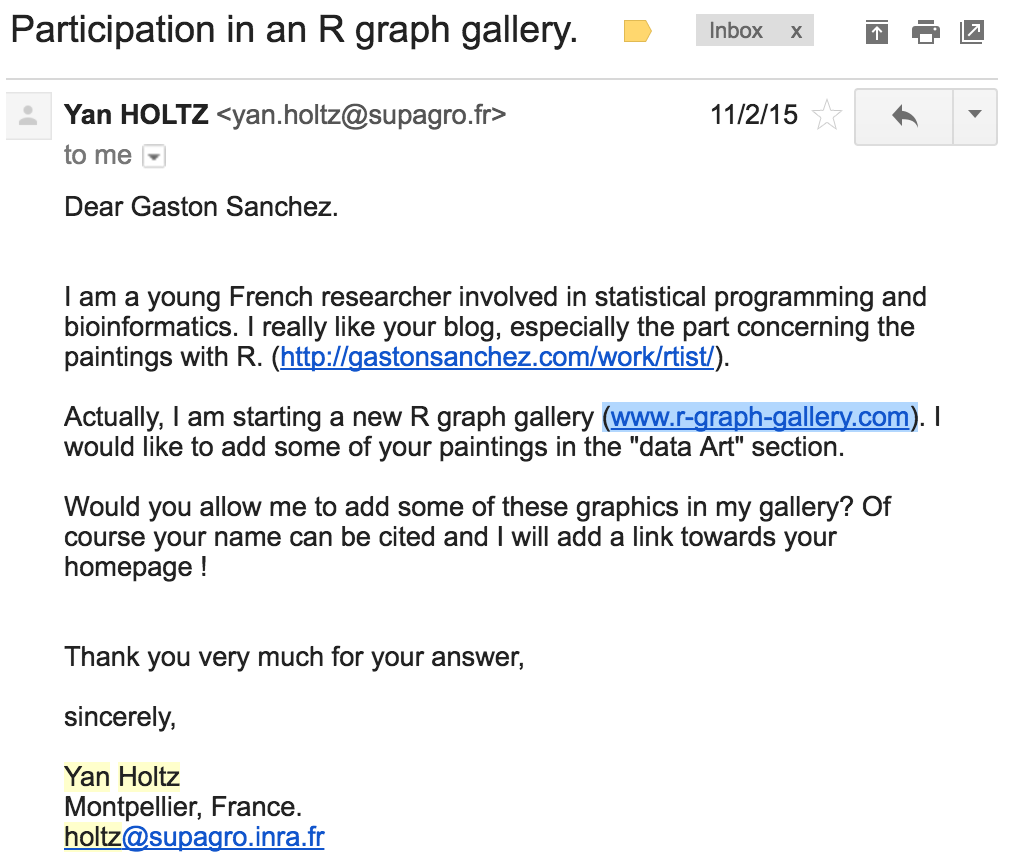 Participation in an R graph gallery.
Inbox x
Yan HOLTZ <yan.holtz@supagro.fr>
11/2/15
to me
Dear Gaston Sanchez.
I am a young French researcher involved in statistical programming and
bioinformatics. I really like your blog, especially the part concerning the
paintings with R. (http://gastonsanchez.com/work/rtist/).
Actually, I am starting a new R graph gallery (www.r-graph-gallery.com). I
would like to add some of your paintings in the "data Art" section.
Would you allow me to add some of these graphics in my gallery? Of
course your name can be cited and I will add a link towards your
homepage !
Thank you very much for your answer,
sincerely,
Yan Holtz
Montpellier, France.
holtz@supagro.inra.fr